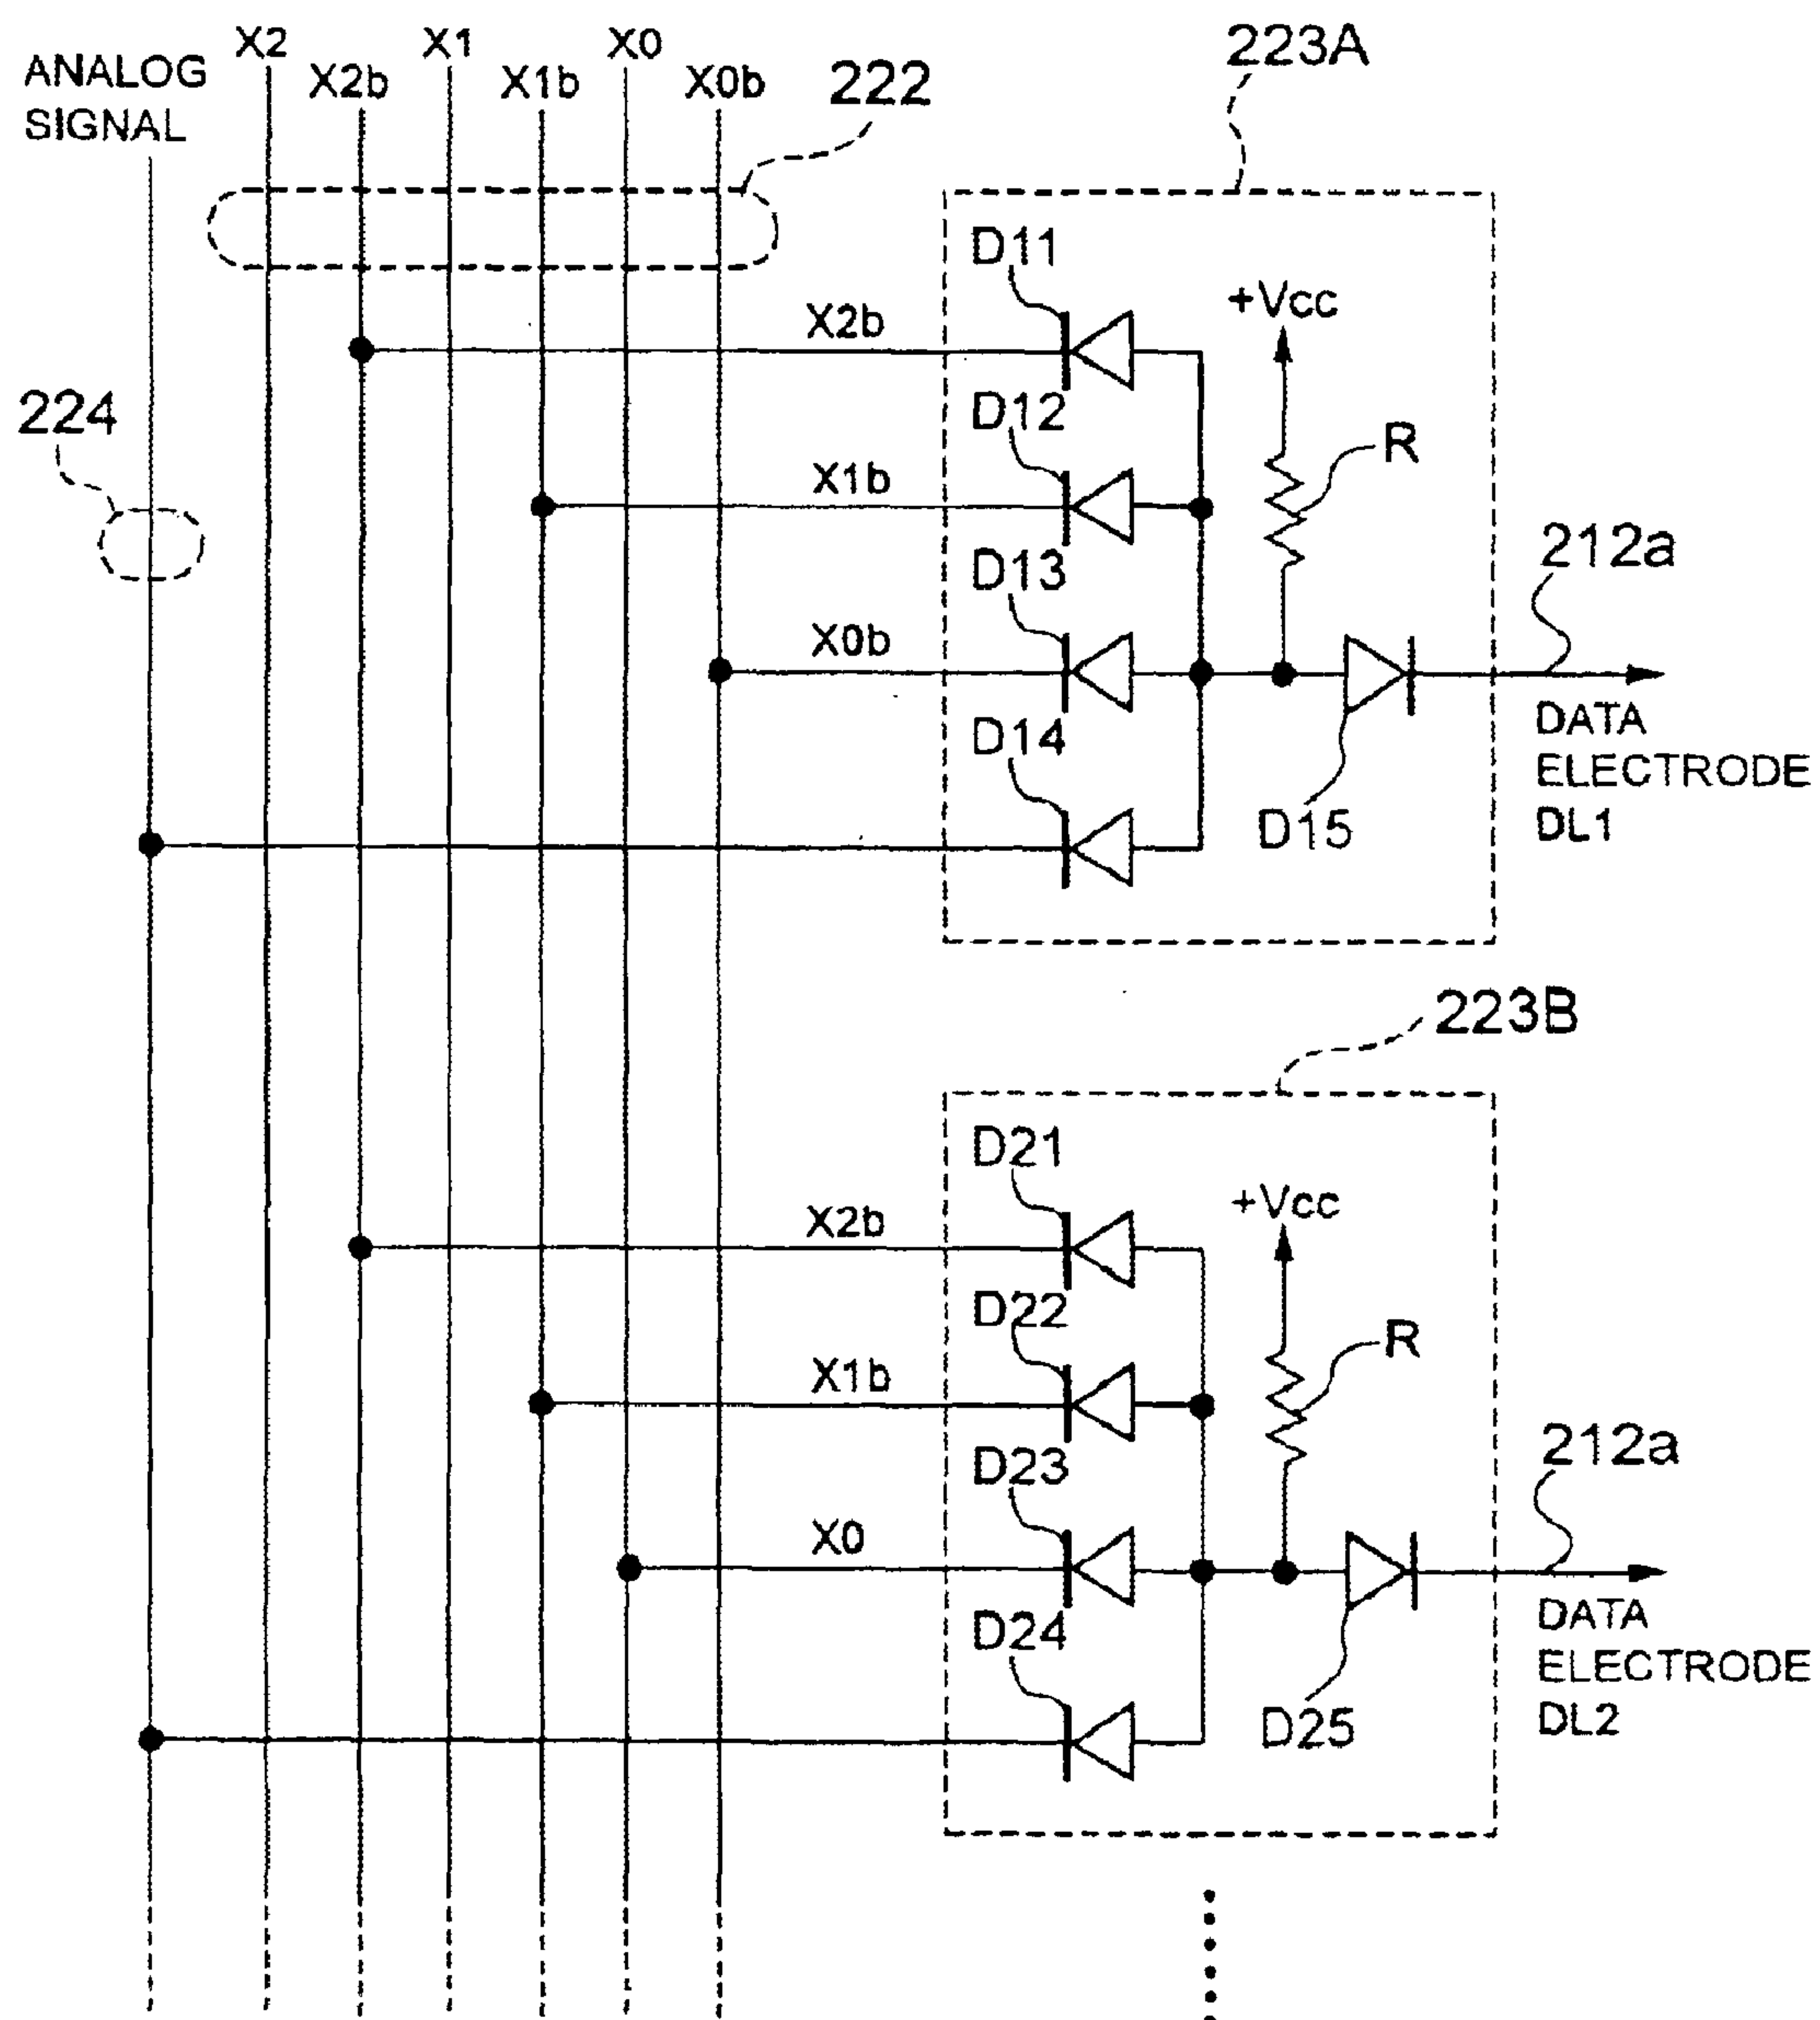 ANALOG
SIGNAL
X2
X2b
X1
X1b
X0
X0b
222
223A
224
D11
X2b
+Vcc
D12
X1b
R
D13
X0b
212a
D14
D15
DATA
ELECTRODE
DL1
223B
D21
X2b
+Vcc
D22
X1b
R
D23
X0
212a
D24
D25
DATA
ELECTRODE
DL2